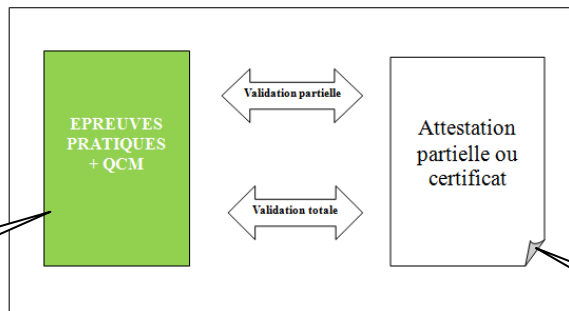 EPREUVES
PRATIQUES
+ QCM
Validation partielle
Validation totale
Attestation
partielle ou
certificat